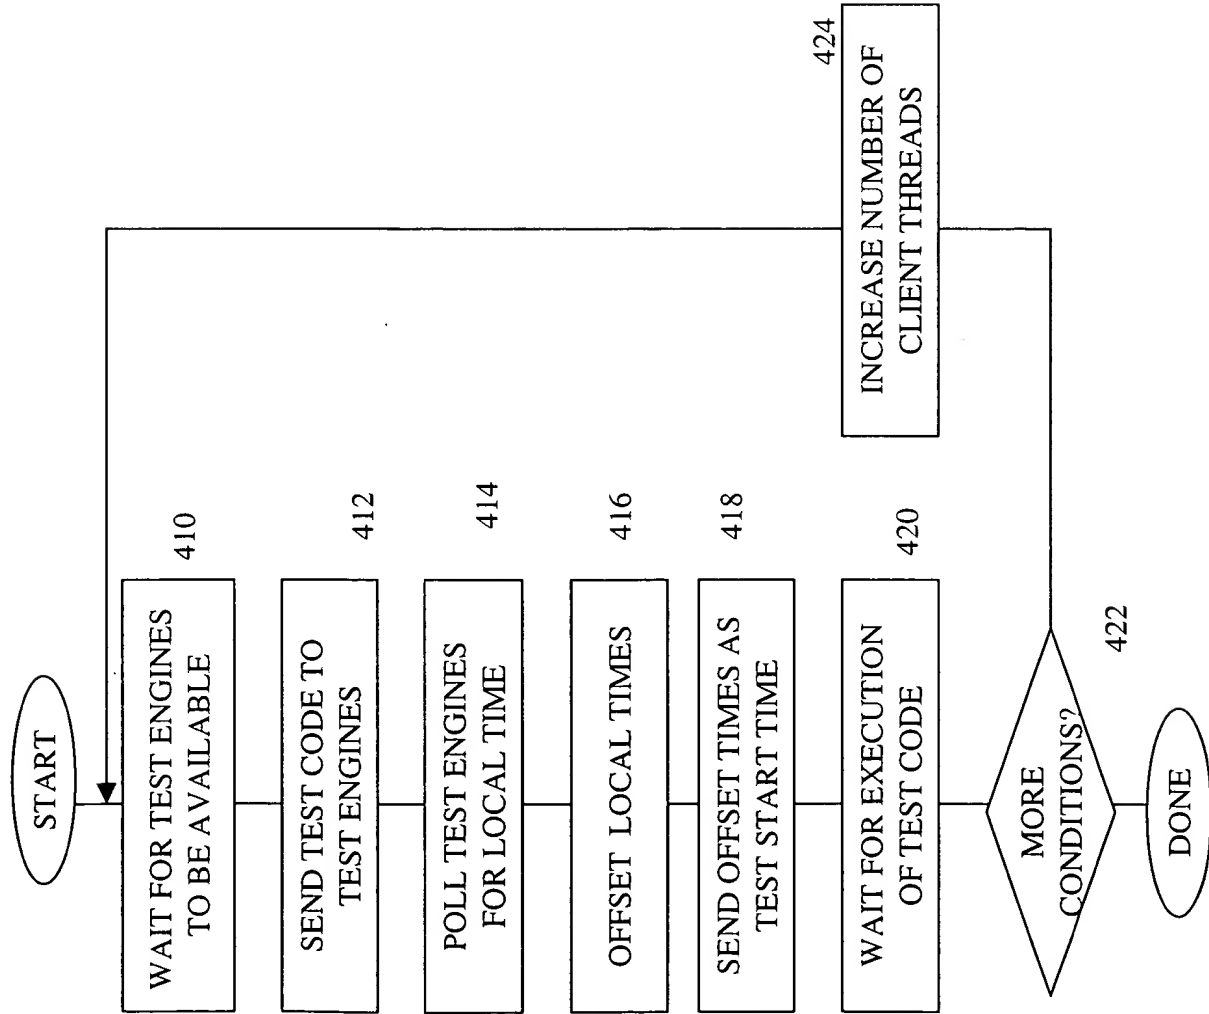 START
WAIT FOR TEST ENGINES
TO BE A VAILABLE
410
SEND TEST CODE TO
TEST ENGINES
412
POLL TEST ENGINES
FOR LOCAL TIME
414
OFFSET LOCAL TIMES
416
SEND OFFSET TIMES AS
TEST START TIME
418
WAIT FOR EXECUTION
OF TEST CODE
420
MORE
CONDITIONS?
422
DONE
INCREASE NUMBER OF
CLIENT THREADS
424